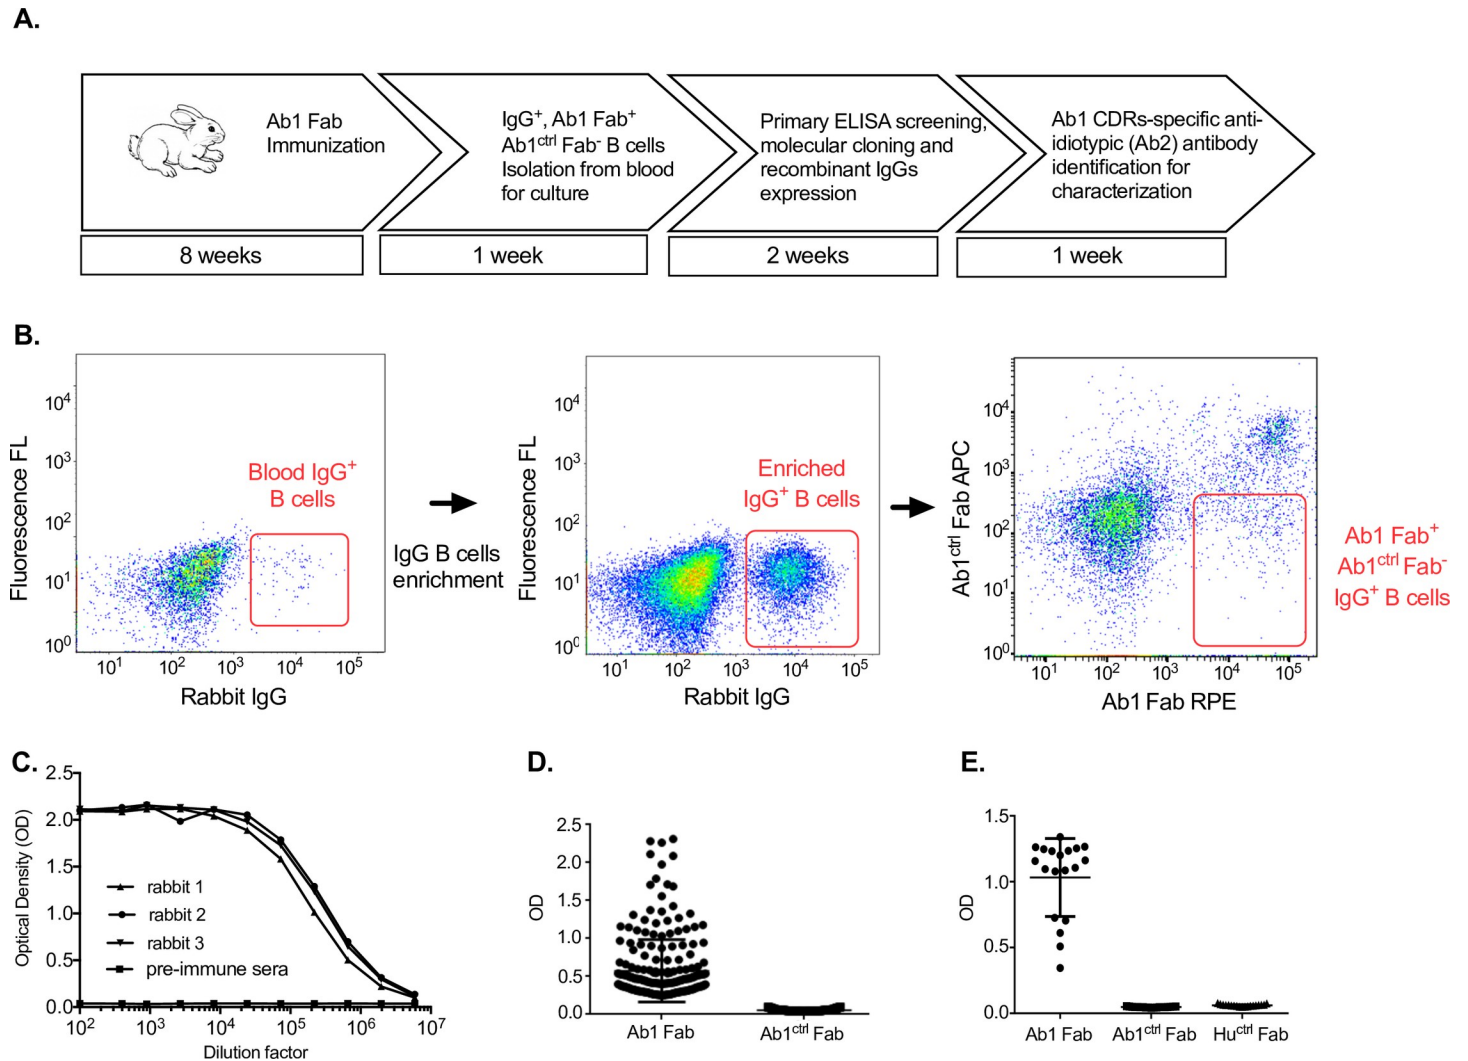 A.
Ab1 Fab
Immunization
IgG⁺, Ab1 Fab⁺
Ab1ᶜᵗʳˡ Fab⁻ B cells
Isolation from blood
for culture
Primary ELISA screening,
molecular cloning and
recombinant IgGs
expression
Ab1 CDRs-specific anti-
idiotypic (Ab2) antibody
identification for
characterization
8 weeks
1 week
2 weeks
1 week
B.
Fluorescence FL
10⁴
10³
10²
10¹
10⁰
Blood IgG⁺
B cells
10¹ 10² 10³ 10⁴ 10⁵
Rabbit IgG
IgG B cells
enrichment
Fluorescence FL
10⁴
10³
10²
10¹
10⁰
Enriched
IgG⁺ B cells
10¹ 10² 10³ 10⁴ 10⁵
Rabbit IgG
Ab1ᶜᵗʳˡ Fab APC
10⁴
10³
10²
10¹
10⁰
10¹ 10² 10³ 10⁴ 10⁵
Ab1 Fab RPE
Ab1 Fab⁺
Ab1ᶜᵗʳˡ Fab⁻
IgG⁺ B cells
C.
Optical Density (OD)
2.5
2.0
1.5
1.0
0.5
0.0
rabbit 1
rabbit 2
rabbit 3
pre-immune sera
10² 10³ 10⁴ 10⁵ 10⁶ 10⁷
Dilution factor
D.
OD
2.5
2.0
1.5
1.0
0.5
0.0
Ab1 Fab Ab1ᶜᵗʳˡ Fab
E.
OD
1.5
1.0
0.5
0.0
Ab1 Fab Ab1ᶜᵗʳˡ Fab Huᶜᵗʳˡ Fab